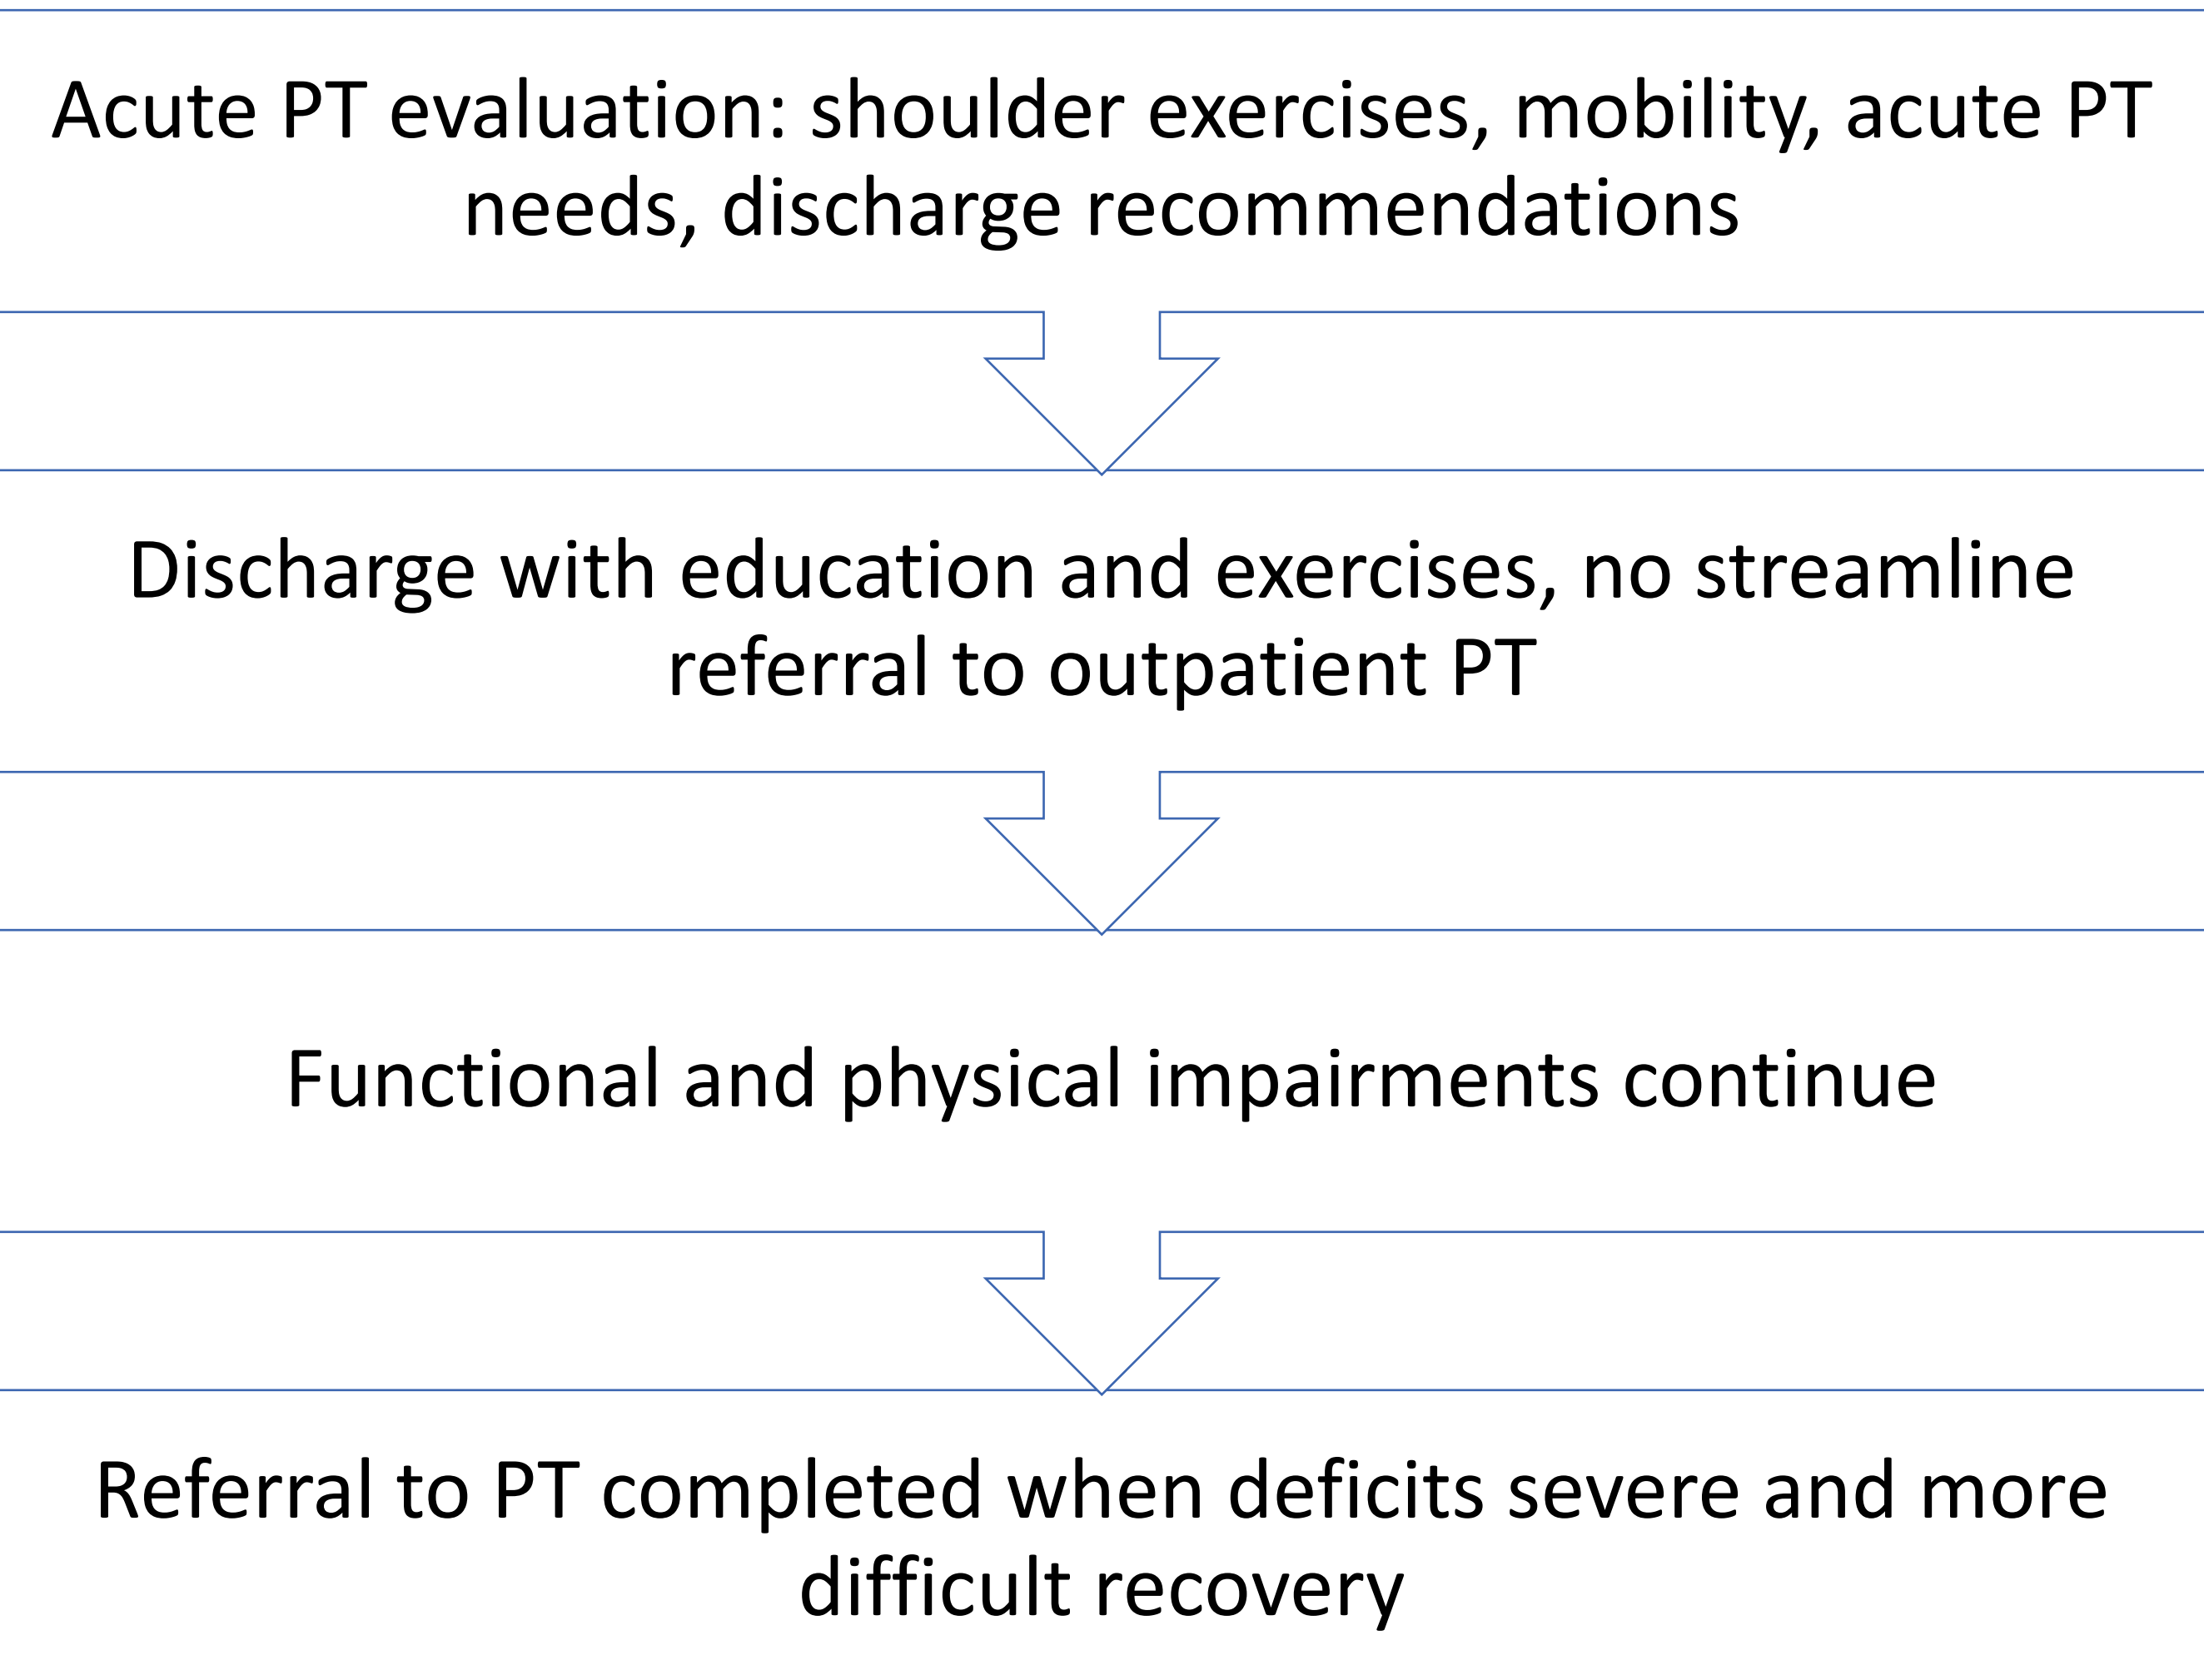 Acute PT evaluation: shoulder exercises, mobility, acute PT
needs, discharge recommendations
Discharge with education and exercises, no streamline
referral to outpatient PT
Functional and physical impairments continue
Referral to PT completed when deficits severe and more
difficult recovery